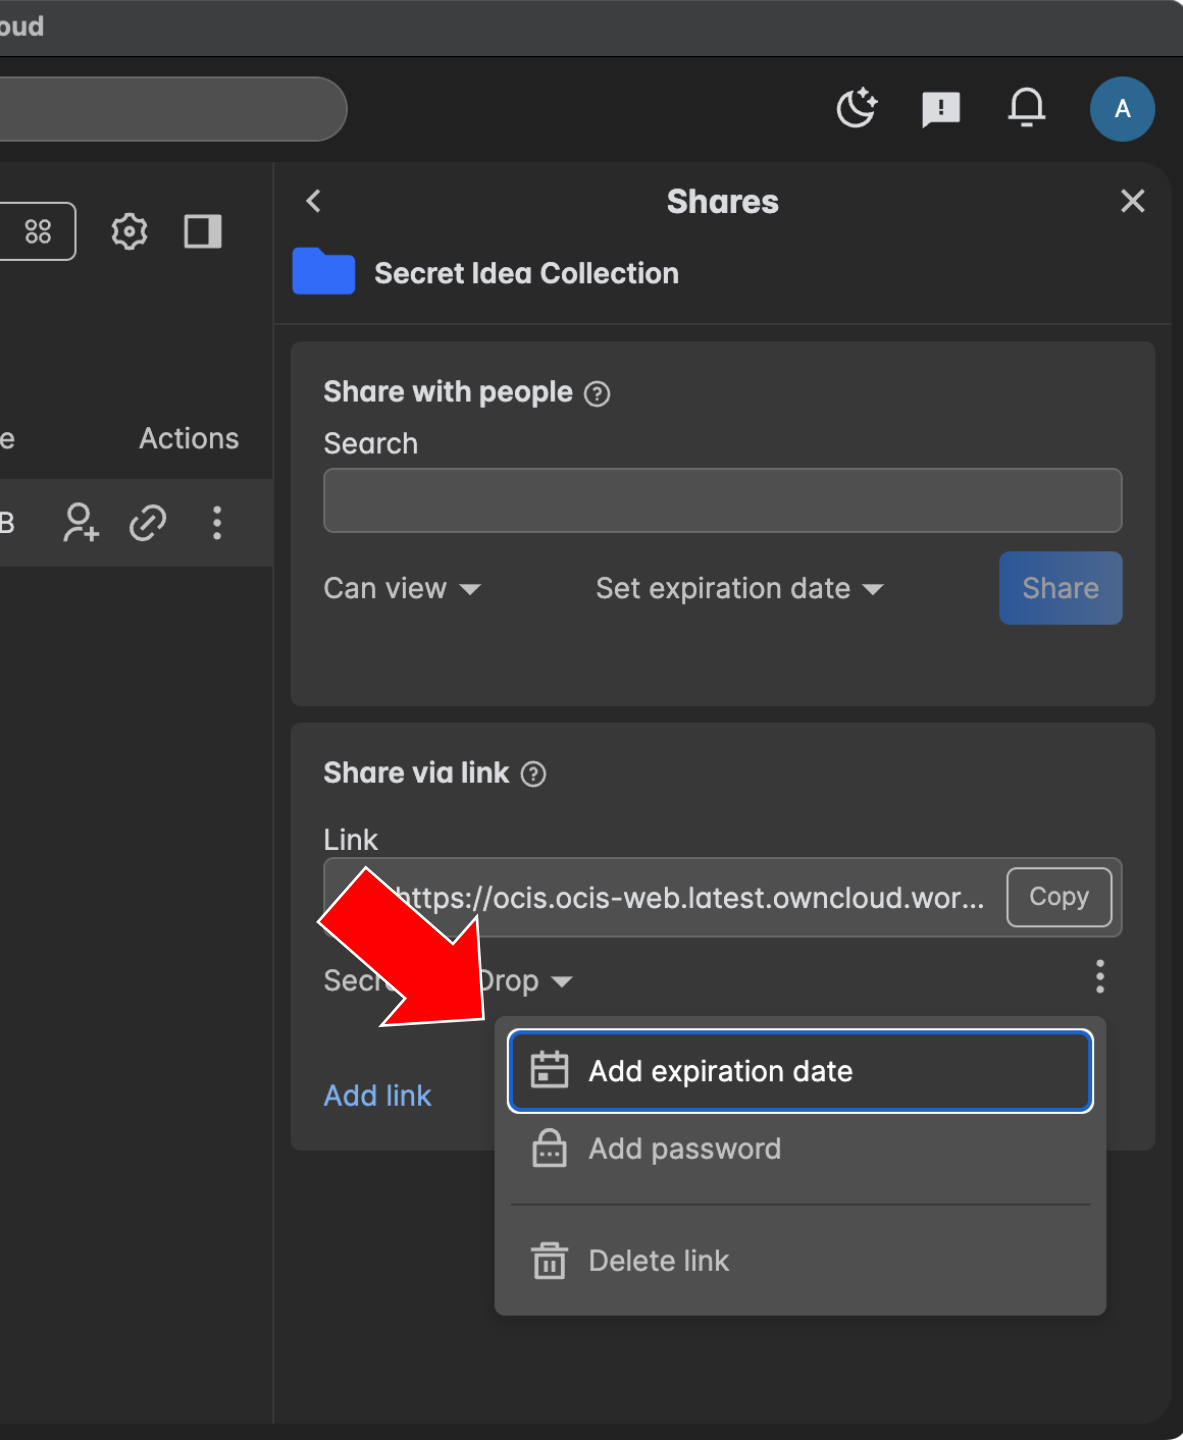 oud
A
Shares
Secret Idea Collection
Share with people
e Actions
Search
B
Can view Set expiration date Share
Share via link
Link
https://ocis.ocis-web.latest.owncloud.wor... Copy
Drop
Add expiration date
Add link
Add password
Delete link